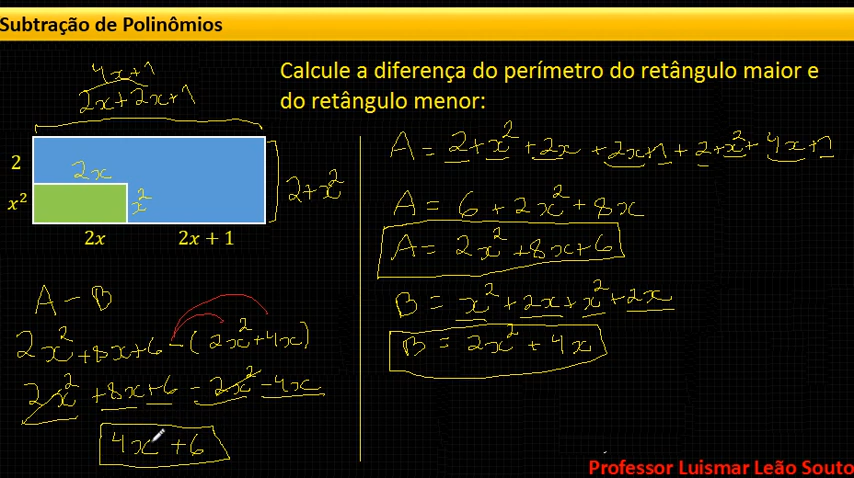 Subtração de Polinômios
4x+1
2x+2x+1
Calcule a diferença do perímetro do retângulo maior e
do retângulo menor:
2
2x
x²
x²
2+x²
2x
2x + 1
A = 2+x²+2x+2x+1+2+x²+4x+1
A = 6+2x²+8x
A = 2x²+8x+6
B = x²+2x+x²+2x
B = 2x²+4x
A - B
2x²+8x+6-(2x²+4x)
2x²+8x+6-2x²-4x
4x+6
Professor Luismar Leão Souto